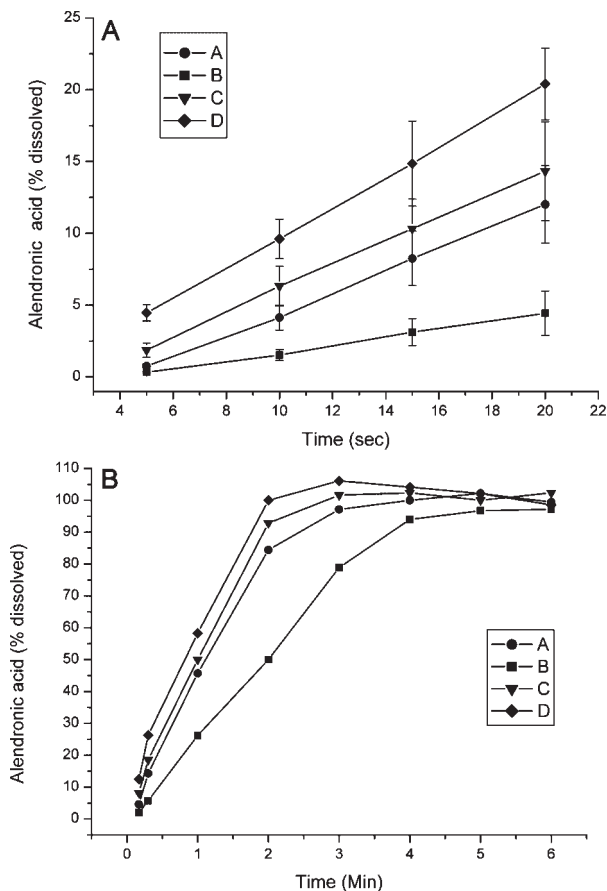 A
A
B
C
D
Alendronic acid (% dissolved)
25
20
15
10
5
0
4 6 8 10 12 14 16 18 20 22
Time (sec)
B
A
B
C
D
Alendronic acid (% dissolved)
110
100
90
80
70
60
50
40
30
20
10
0
0 1 2 3 4 5 6
Time (Min)